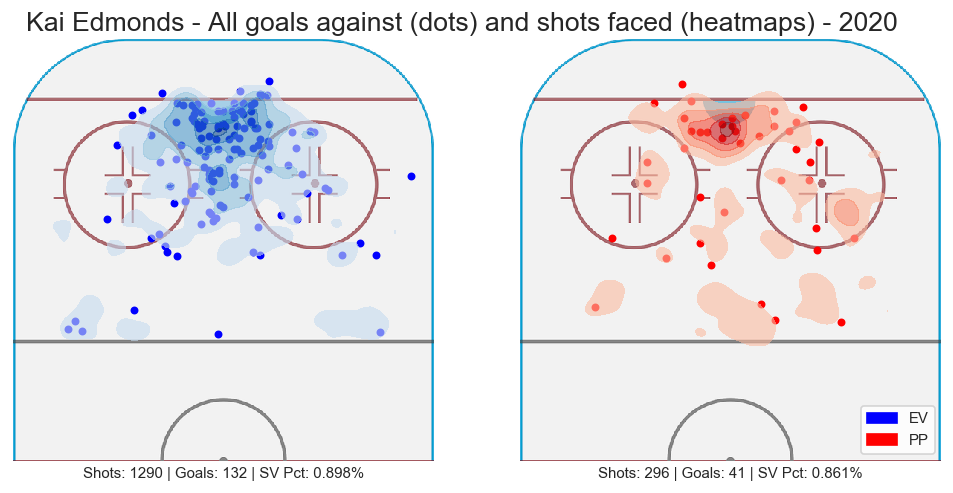 Kai Edmonds - All goals against (dots) and shots faced (heatmaps) - 2020
EV
PP
Shots: 1290 | Goals: 132 | SV Pct: 0.898%
Shots: 296 | Goals: 41 | SV Pct: 0.861%